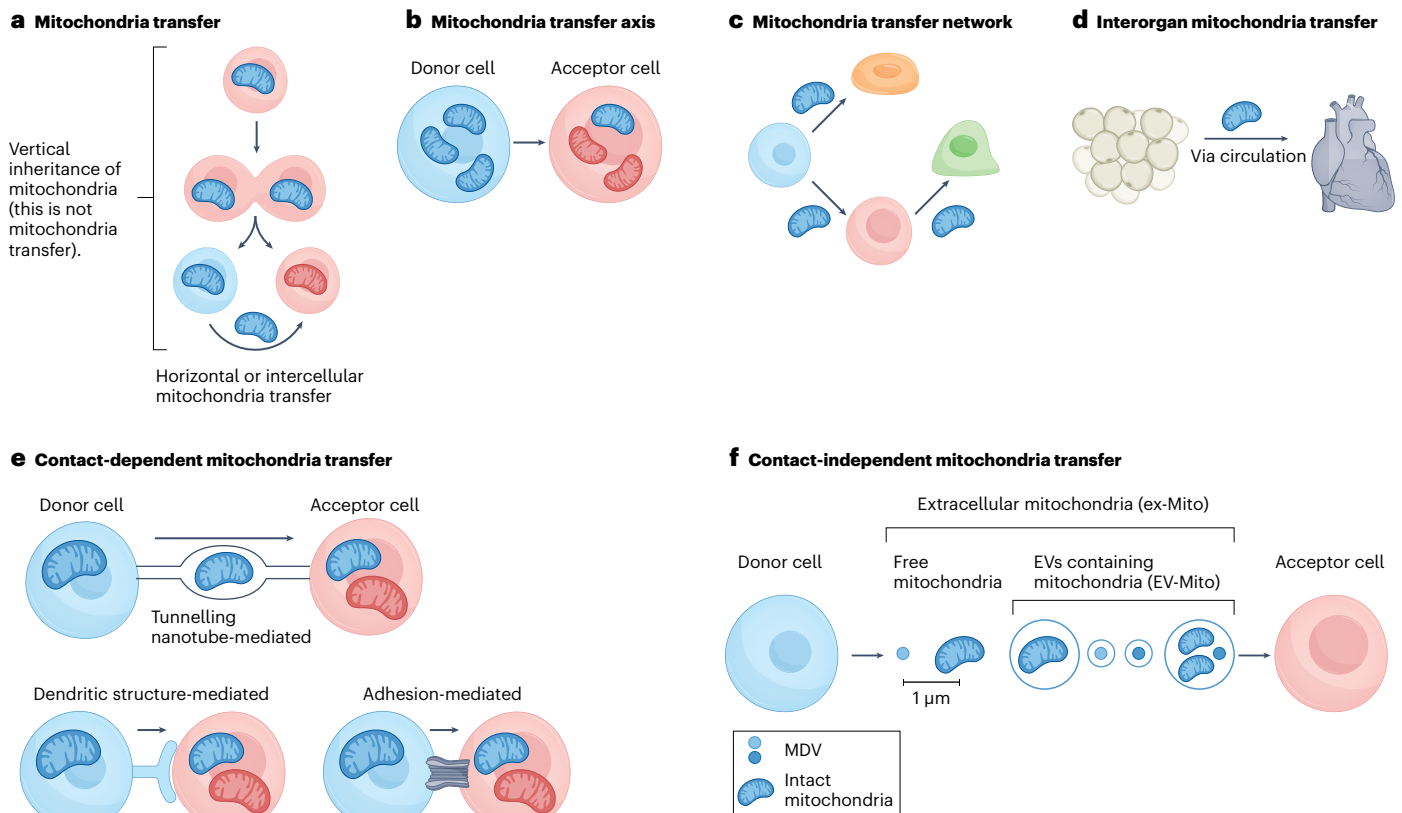 a Mitochondria transfer
Vertical
inheritance of
mitochondria
(this is not
mitochondria
transfer).
Horizontal or intercellular
mitochondria transfer
b Mitochondria transfer axis
Donor cell
Acceptor cell
c Mitochondria transfer network
d Interorgan mitochondria transfer
Via circulation
e Contact-dependent mitochondria transfer
Donor cell
Acceptor cell
Tunnelling
nanotube-mediated
Dendritic structure-mediated
Adhesion-mediated
f Contact-independent mitochondria transfer
Extracellular mitochondria (ex-Mito)
Donor cell
Free
mitochondria
EVs containing
mitochondria (EV-Mito)
Acceptor cell
1 µm
MDV
Intact
mitochondria